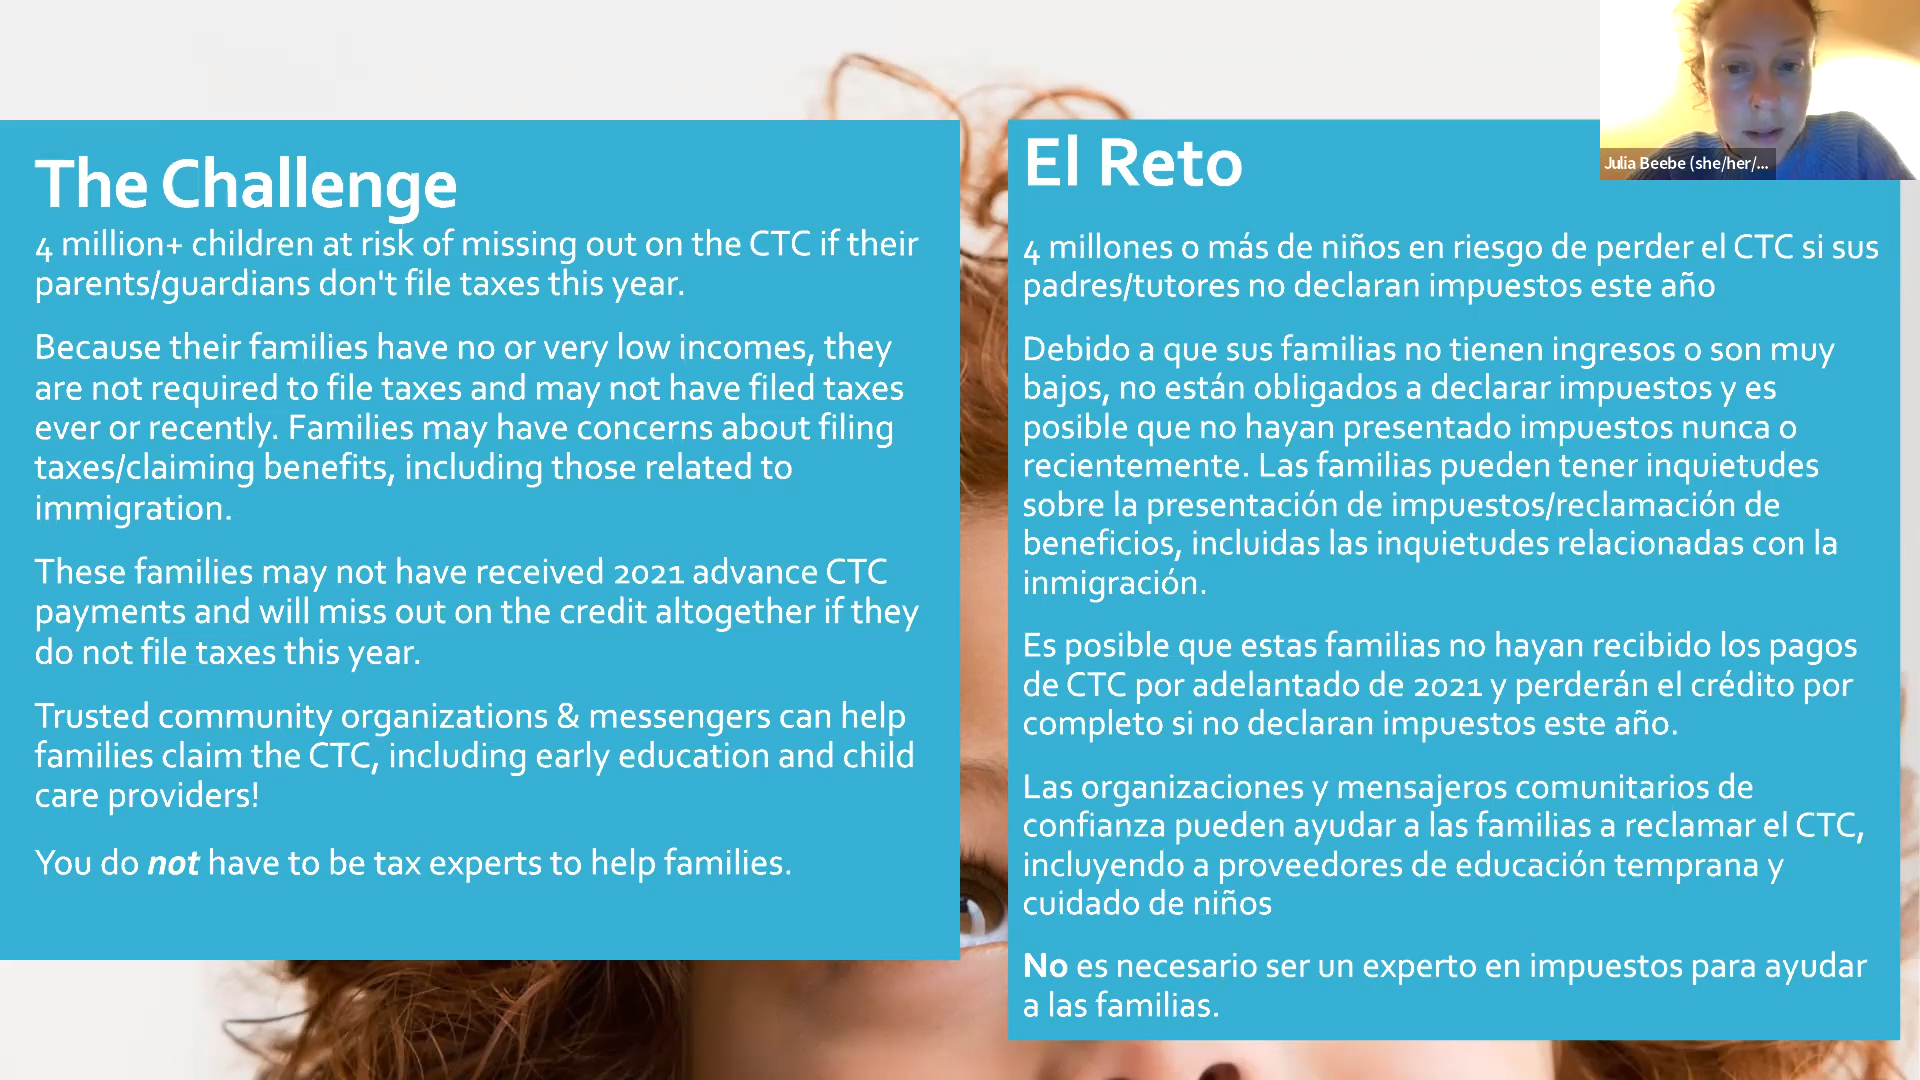 The Challenge
4 million+ children at risk of missing out on the CTC if their
parents/guardians don't file taxes this year.
Because their families have no or very low incomes, they
are not required to file taxes and may not have filed taxes
ever or recently. Families may have concerns about filing
taxes/claiming benefits, including those related to
immigration.
These families may not have received 2021 advance CTC
payments and will miss out on the credit altogether if they
do not file taxes this year.
Trusted community organizations & messengers can help
families claim the CTC, including early education and child
care providers!
You do not have to be tax experts to help families.
El Reto
4 millones o más de niños en riesgo de perder el CTC si sus
padres/tutores no declaran impuestos este año
Debido a que sus familias no tienen ingresos o son muy
bajos, no están obligados a declarar impuestos y es
posible que no hayan presentado impuestos nunca o
recientemente. Las familias pueden tener inquietudes
sobre la presentación de impuestos/reclamación de
beneficios, incluidas las inquietudes relacionadas con la
inmigración.
Es posible que estas familias no hayan recibido los pagos
de CTC por adelantado de 2021 y perderán el crédito por
completo si no declaran impuestos este año.
Las organizaciones y mensajeros comunitarios de
confianza pueden ayudar a las familias a reclamar el CTC,
incluyendo a proveedores de educación temprana y
cuidado de niños
No es necesario ser un experto en impuestos para ayudar
a las familias.
Julia Beebe (she/her/...